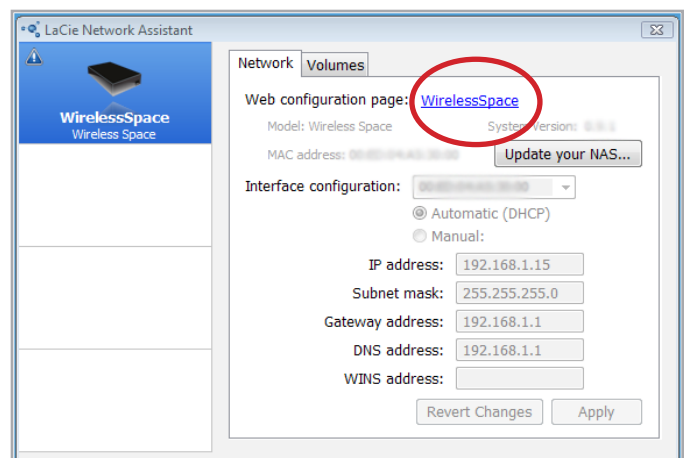 LaCie Network Assistant
WirelessSpace
Wireless Space
Network Volumes
Web configuration page: WirelessSpace
Model: Wireless Space System Version:
MAC address: Update your NAS...
Interface configuration:
Automatic (DHCP)
Manual:
IP address: 192.168.1.15
Subnet mask: 255.255.255.0
Gateway address: 192.168.1.1
DNS address: 192.168.1.1
WINS address:
Revert Changes Apply